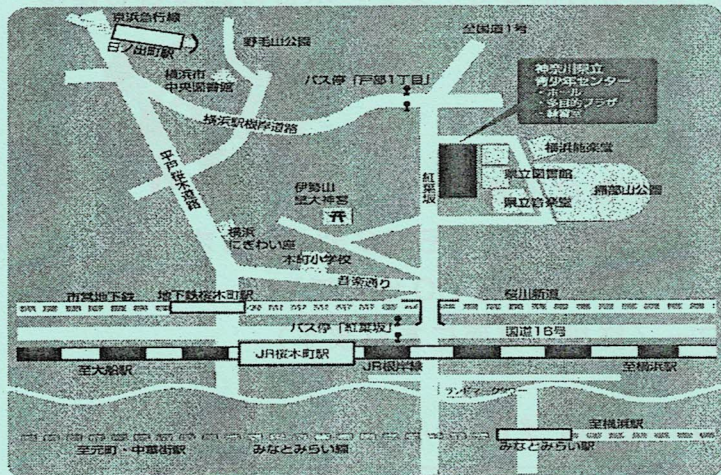 京浜急行線
日ノ出町駅
野毛山公園
至国道1号
横浜市
中央図書館
バス停「戸部1丁目」
神奈川県立
青少年センター
・ホール
・多目的プラザ
・練習室
横浜駅根岸道路
横浜能楽堂
平戸桜木道路
紅葉坂
県立図書館
掃部山公園
伊勢山
皇大神宮
県立音楽堂
横浜
にぎわい座
本町小学校
音楽通り
市営地下鉄
地下鉄桜木町駅
桜川新道
バス停「紅葉坂」
国道16号
至大船駅
JR桜木町駅
JR根岸線
至横浜駅
ランドマークタワー
至横浜駅
至元町・中華街駅
みなとみらい線
みなとみらい駅